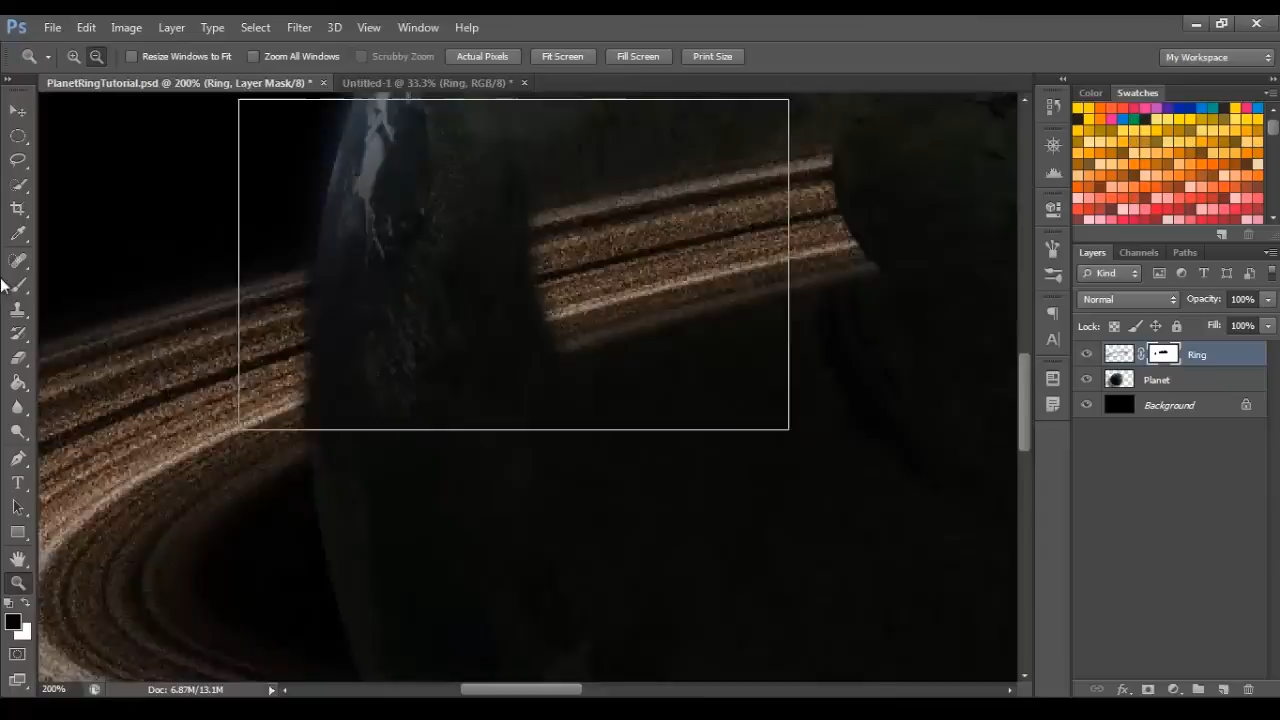 Ps File Edit Image Layer Type Select Filter 3D View Window Help
Resize Windows to Fit Zoom All Windows Scrubby Zoom Actual Pixels Fit Screen Fill Screen Print Size My Workspace
PlanetRingTutorial.psd @ 200% (Ring, Layer Mask/8) * Untitled-1 @ 33.3% (Ring, RGB/8) *
Color Swatches
Layers Channels Paths
Kind
Normal Opacity: 100%
Lock: Fill: 100%
Ring
Planet
Background
200% Doc: 6.87M/13.1M